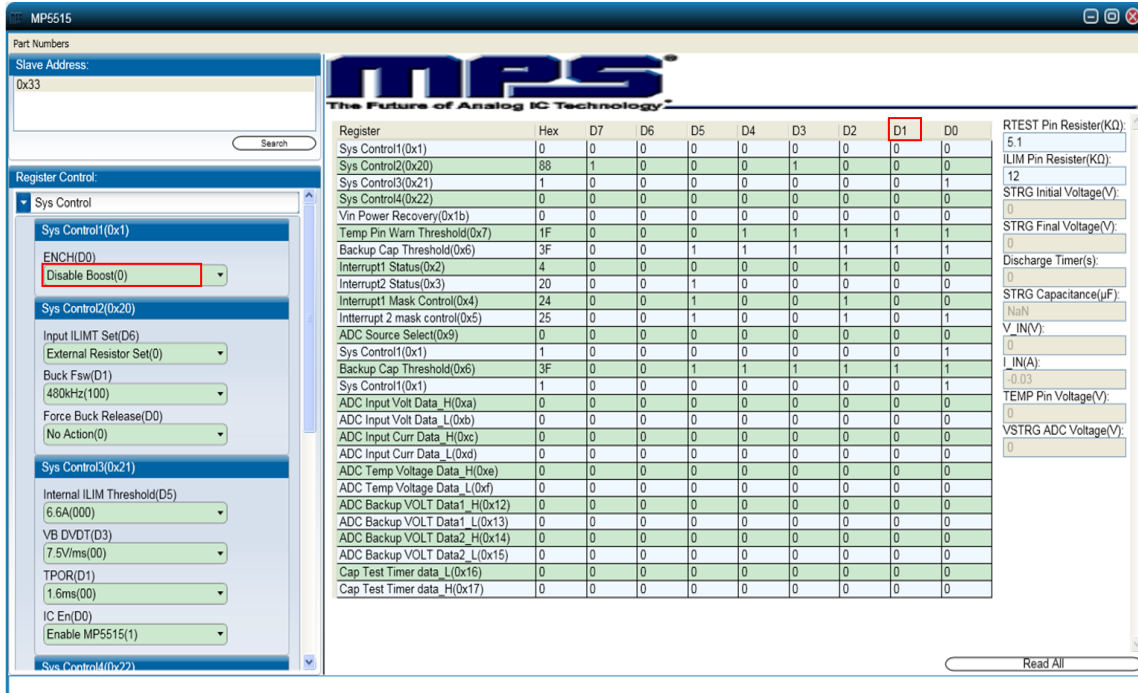 MP5515
Part Numbers
Slave Address:
0x33
Search
Register Control:
Sys Control
Sys Control1(0x1)
ENCH(D0)
Disable Boost(0)
Sys Control2(0x20)
Input ILIMT Set(D6)
External Resistor Set(0)
Buck Fsw(D1)
480kHz(100)
Force Buck Release(D0)
No Action(0)
Sys Control3(0x21)
Internal ILIM Threshold(D5)
6.6A(000)
VB DVDT(D3)
7.5V/ms(00)
TPOR(D1)
1.6ms(00)
IC En(D0)
Enable MP5515(1)
Sys Control4(0x22)
mps®
The Future of Analog IC Technology
Register Hex D7 D6 D5 D4 D3 D2 D1 D0
Sys Control1(0x1) 0 0 0 0 0 0 0 0 0
Sys Control2(0x20) 88 1 0 0 0 1 0 0 0
Sys Control3(0x21) 1 0 0 0 0 0 0 0 1
Sys Control4(0x22) 0 0 0 0 0 0 0 0 0
Vin Power Recovery(0x1b) 0 0 0 0 0 0 0 0 0
Temp Pin Warn Threshold(0x7) 1F 0 0 0 1 1 1 1 1
Backup Cap Threshold(0x6) 3F 0 0 1 1 1 1 1 1
Interrupt1 Status(0x2) 4 0 0 0 0 0 1 0 0
Interrupt2 Status(0x3) 20 0 0 1 0 0 0 0 0
Interrupt1 Mask Control(0x4) 24 0 0 1 0 0 1 0 0
Intterrupt 2 mask control(0x5) 25 0 0 1 0 0 1 0 1
ADC Source Select(0x9) 0 0 0 0 0 0 0 0 0
Sys Control1(0x1) 1 0 0 0 0 0 0 0 1
Backup Cap Threshold(0x6) 3F 0 0 1 1 1 1 1 1
Sys Control1(0x1) 1 0 0 0 0 0 0 0 1
ADC Input Volt Data_H(0xa) 0 0 0 0 0 0 0 0 0
ADC Input Volt Data_L(0xb) 0 0 0 0 0 0 0 0 0
ADC Input Curr Data_H(0xc) 0 0 0 0 0 0 0 0 0
ADC Input Curr Data_L(0xd) 0 0 0 0 0 0 0 0 0
ADC Temp Voltage Data_H(0xe) 0 0 0 0 0 0 0 0 0
ADC Temp Voltage Data_L(0xf) 0 0 0 0 0 0 0 0 0
ADC Backup VOLT Data1_H(0x12) 0 0 0 0 0 0 0 0 0
ADC Backup VOLT Data1_L(0x13) 0 0 0 0 0 0 0 0 0
ADC Backup VOLT Data2_H(0x14) 0 0 0 0 0 0 0 0 0
ADC Backup VOLT Data2_L(0x15) 0 0 0 0 0 0 0 0 0
Cap Test Timer data_L(0x16) 0 0 0 0 0 0 0 0 0
Cap Test Timer data_H(0x17) 0 0 0 0 0 0 0 0 0
RTEST Pin Resister(KΩ):
5.1
ILIM Pin Resister(KΩ):
12
STRG Initial Voltage(V):
0
STRG Final Voltage(V):
0
Discharge Timer(s):
0
STRG Capacitance(µF):
NaN
V_IN(V):
0
I_IN(A):
-0.03
TEMP Pin Voltage(V):
0
VSTRG ADC Voltage(V):
0
Read All